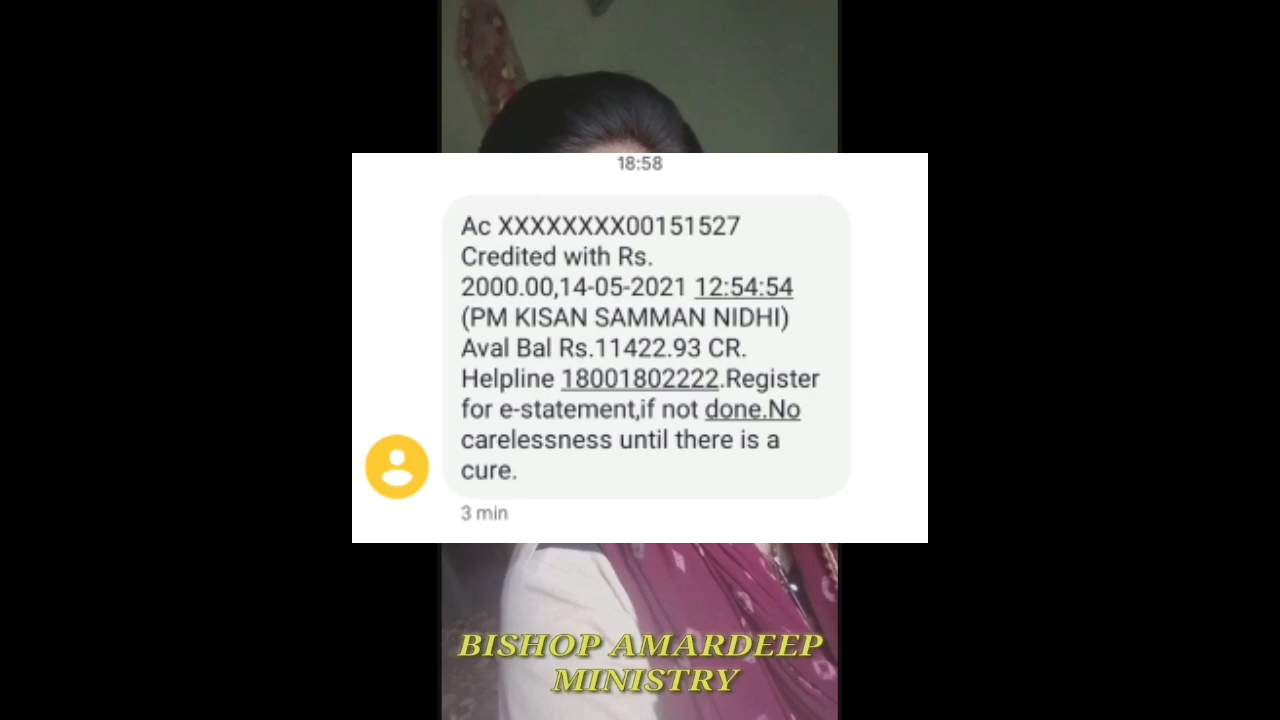 18:58
Ac XXXXXXXX00151527
Credited with Rs.
2000.00,14-05-2021 12:54:54
(PM KISAN SAMMAN NIDHI)
Aval Bal Rs.11422.93 CR.
Helpline 18001802222.Register
for e-statement,if not done.No
carelessness until there is a
cure.
3 min
BISHOP AMARDEEP
MINISTRY